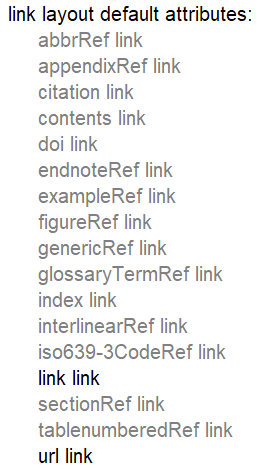 link layout default attributes:
abbrRef link
appendixRef link
citation link
contents link
doi link
endnoteRef link
exampleRef link
figureRef link
genericRef link
glossaryTermRef link
index link
interlinearRef link
iso639-3CodeRef link
link link
sectionRef link
tablenumberedRef link
url link